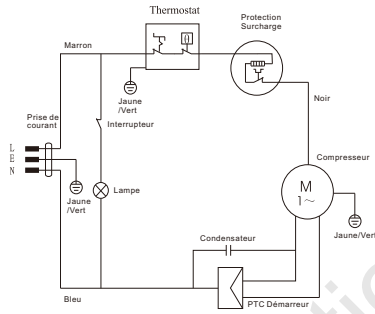 Thermostat
Protection
Surcharge
Marron
Jaune
/Vert
Noir
Prise de
courant
Interrupteur
L
E
N
Compresseur
M
1~
Lampe
Jaune
/Vert
Jaune/Vert
Condensateur
Bleu
PTC Démarreur